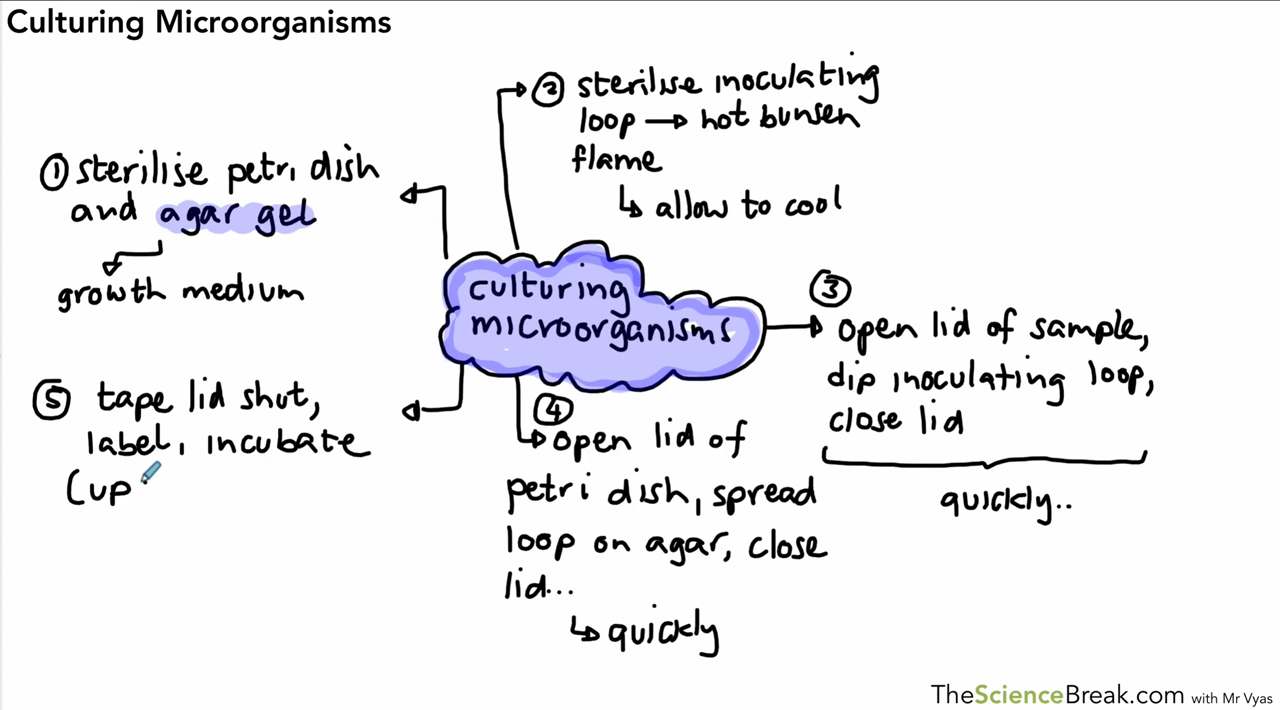 Culturing Microorganisms
① sterilise petri dish
and agar gel
growth medium
② sterilise inoculating
loop → hot bunsen
flame
↳ allow to cool
culturing
microorganisms
③
open lid of sample,
dip inoculating loop,
close lid
quickly..
④
open lid of
petri dish, spread
loop on agar, close
lid...
↳ quickly
⑤ tape lid shut,
label, incubate
(up
TheScienceBreak.com with Mr Vyas